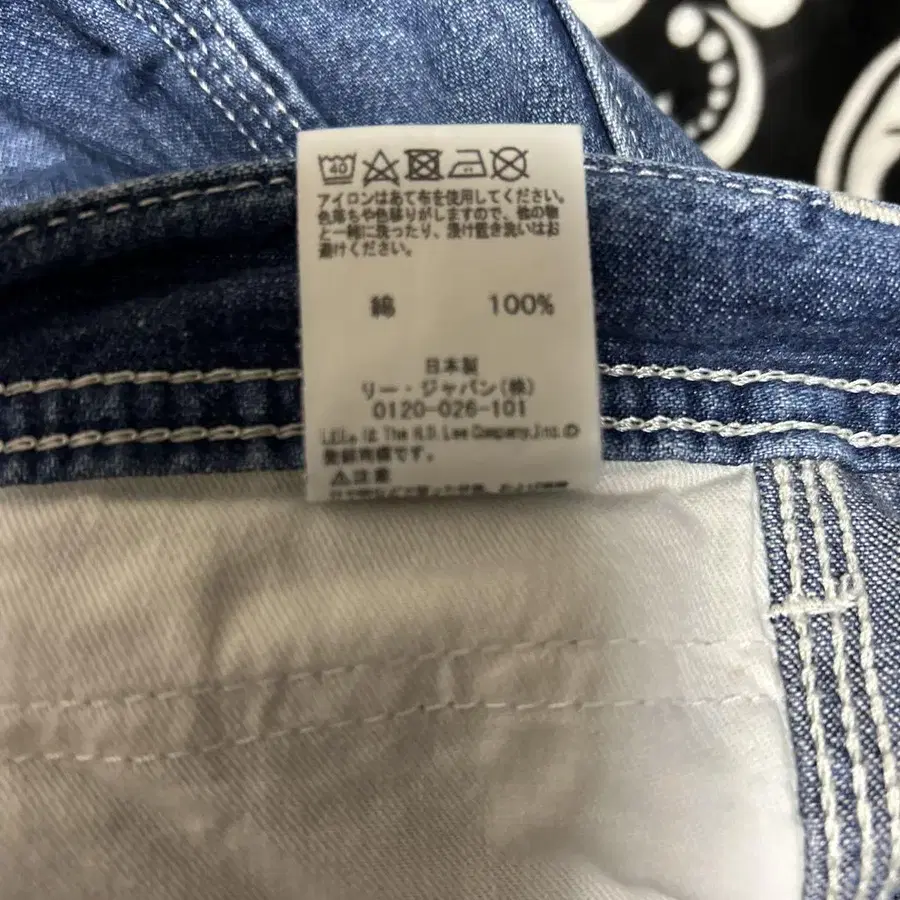 40
アイロンはあて布を使用してください。
色落ちや色移りがしますので、他の物
と一緒に洗ったり、浸け置き洗いはお
避けください。
綿 100%
日本製
リー・ジャパン(株)
0120-026-101
Lee® は The H.D. Lee Company, Inc. の
登録商標です。
⚠注意